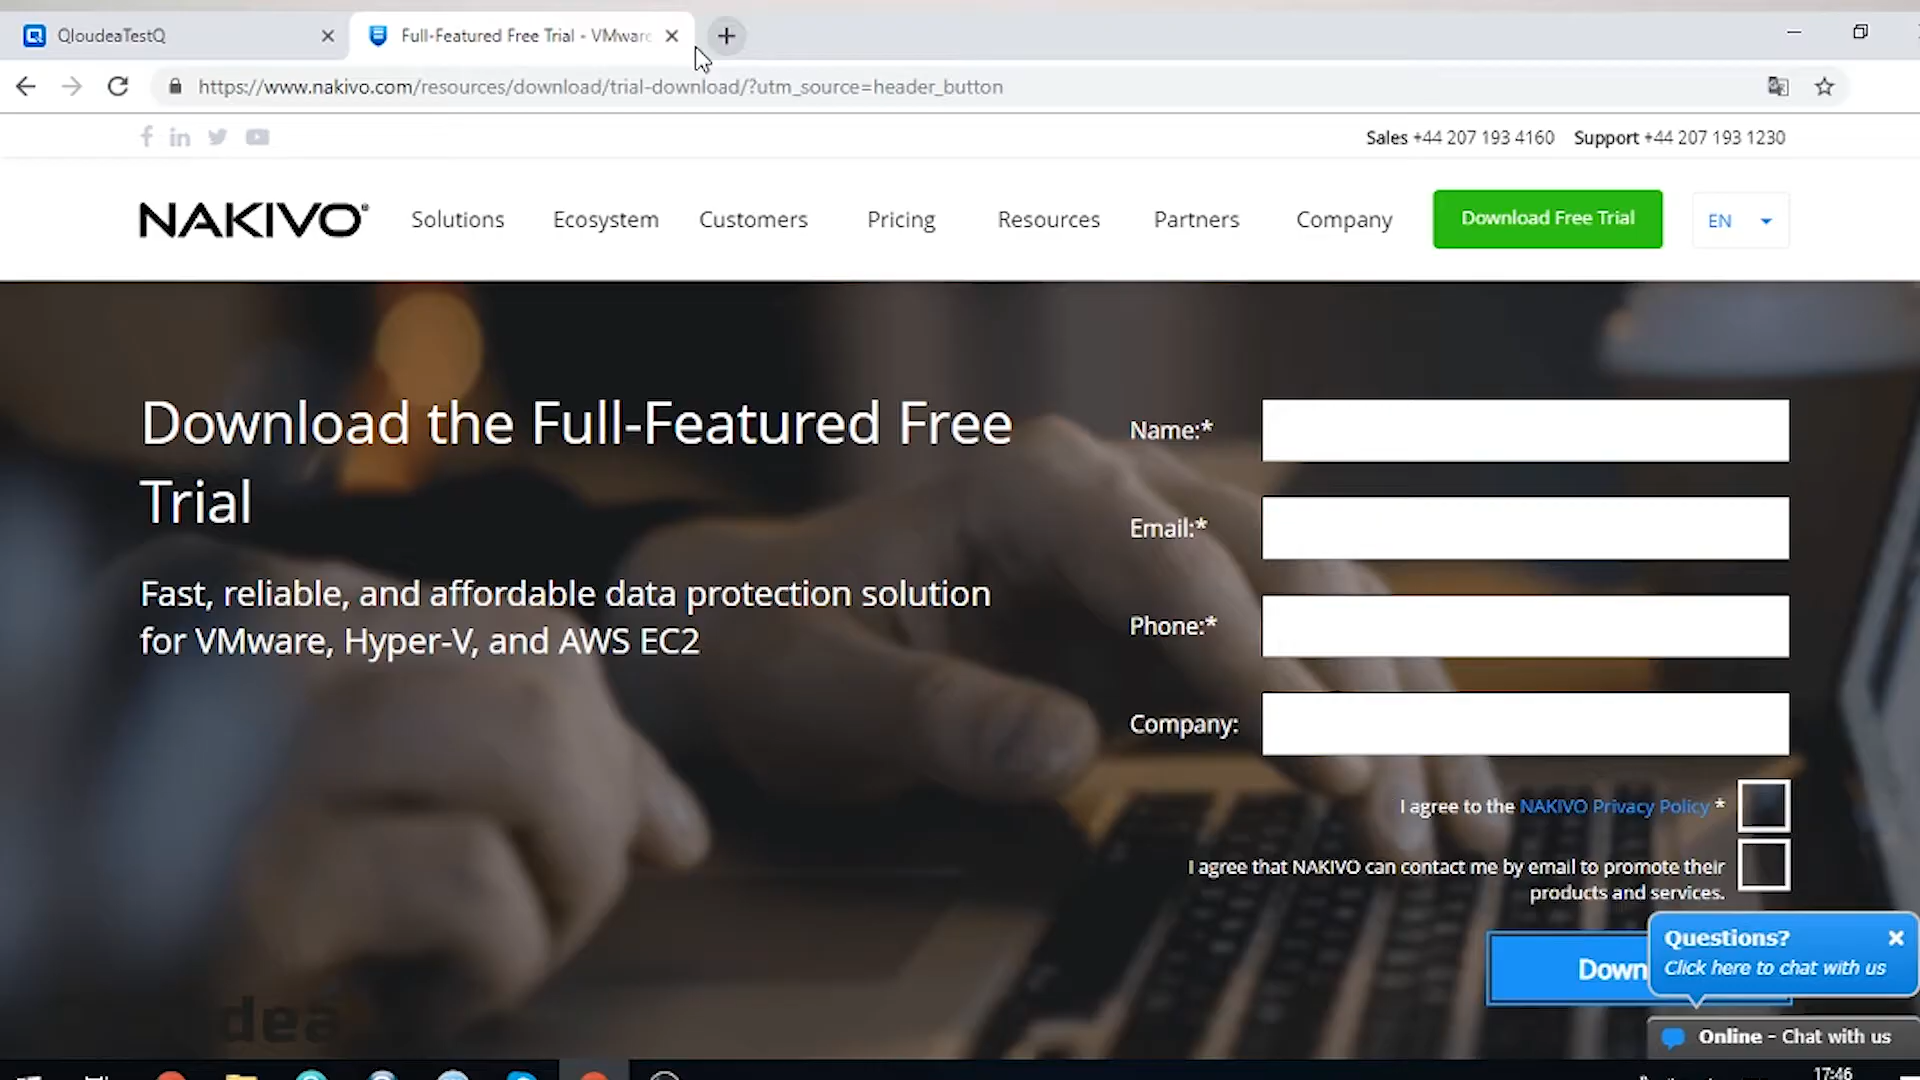 QloudeaTestQ
Full-Featured Free Trial - VMware
https://www.nakivo.com/resources/download/trial-download/?utm_source=header_button
Sales +44 207 193 4160 Support +44 207 193 1230
NAKIVO®
Solutions Ecosystem Customers Pricing Resources Partners Company Download Free Trial EN
Download the Full-Featured Free
Trial
Fast, reliable, and affordable data protection solution
for VMware, Hyper-V, and AWS EC2
Name:*
Email:*
Phone:*
Company:
I agree to the NAKIVO Privacy Policy *
I agree that NAKIVO can contact me by email to promote their
products and services.
Down
Questions?
Click here to chat with us
Online - Chat with us
dea
17:46